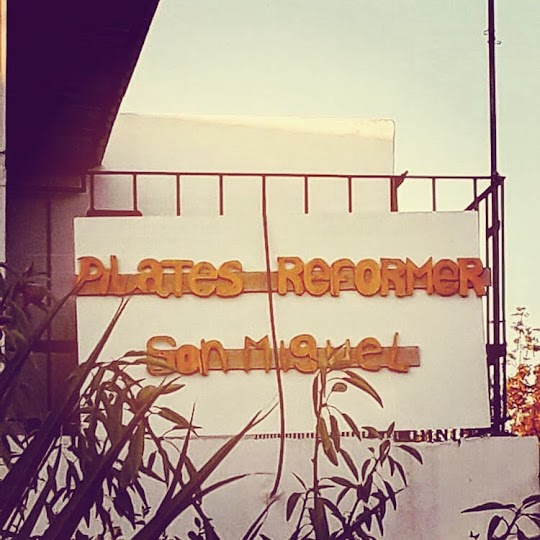 PILATES REFORMER
San MIGUEL